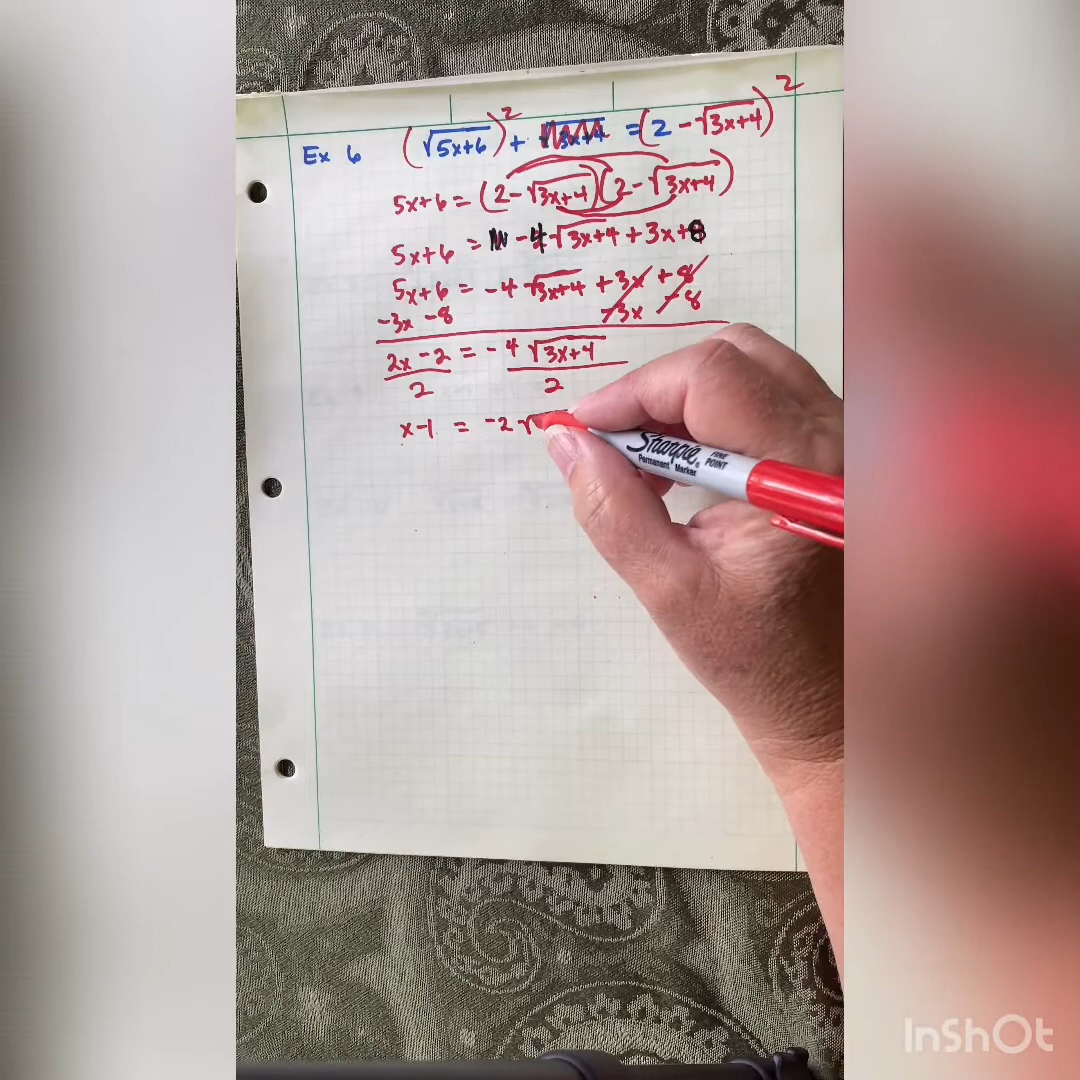 Ex 6 (√5x+6)² + √3x+4 = (2 - √3x+4)²
5x+6 = (2-√3x+4)(2-√3x+4)
5x+6 = -4√3x+4 + 3x+8
5x+6 = -4√3x+4 + 3x + 8
-3x -8 -3x -8
2x-2 = -4√3x+4
2 2
x-1 = -2√
Sharpie
FINE POINT
Permanent Marker
InShOt